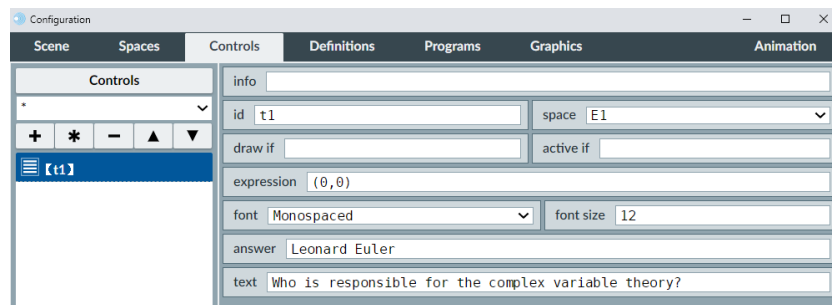 Configuration
Scene Spaces Controls Definitions Programs Graphics Animation
Controls
*
+ * − ▲ ▼
【t1】
info
id t1 space E1
draw if active if
expression (0,0)
font Monospaced font size 12
answer Leonard Euler
text Who is responsible for the complex variable theory?